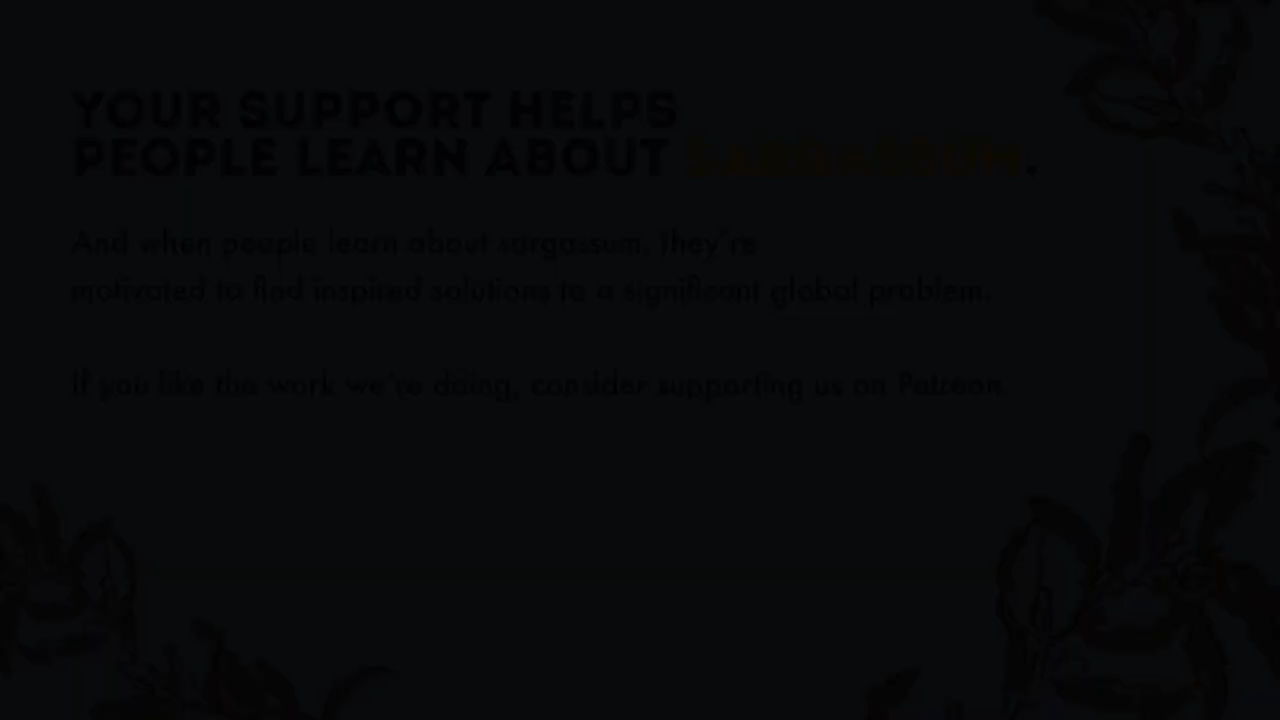 YOUR SUPPORT HELPS
PEOPLE LEARN ABOUT SARGASSUM.
And when people learn about sargassum, they're
motivated to find inspired solutions to a significant global problem.
If you like the work we're doing, consider supporting us on Patreon